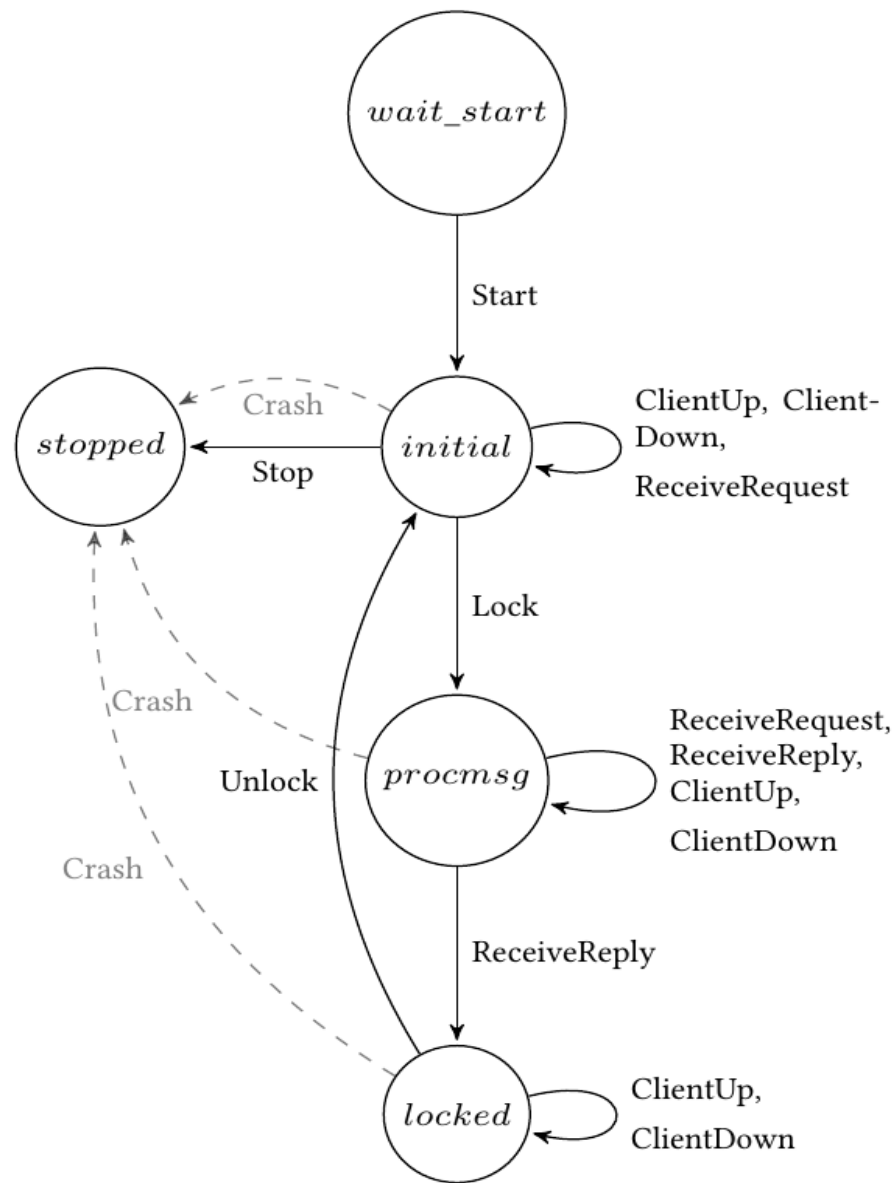 wait_start
Start
Crash
ClientUp, Client-
Down,
ReceiveRequest
stopped
initial
Stop
Lock
Crash
ReceiveRequest,
ReceiveReply,
ClientUp,
ClientDown
Unlock
procmsg
Crash
ReceiveReply
locked
ClientUp,
ClientDown